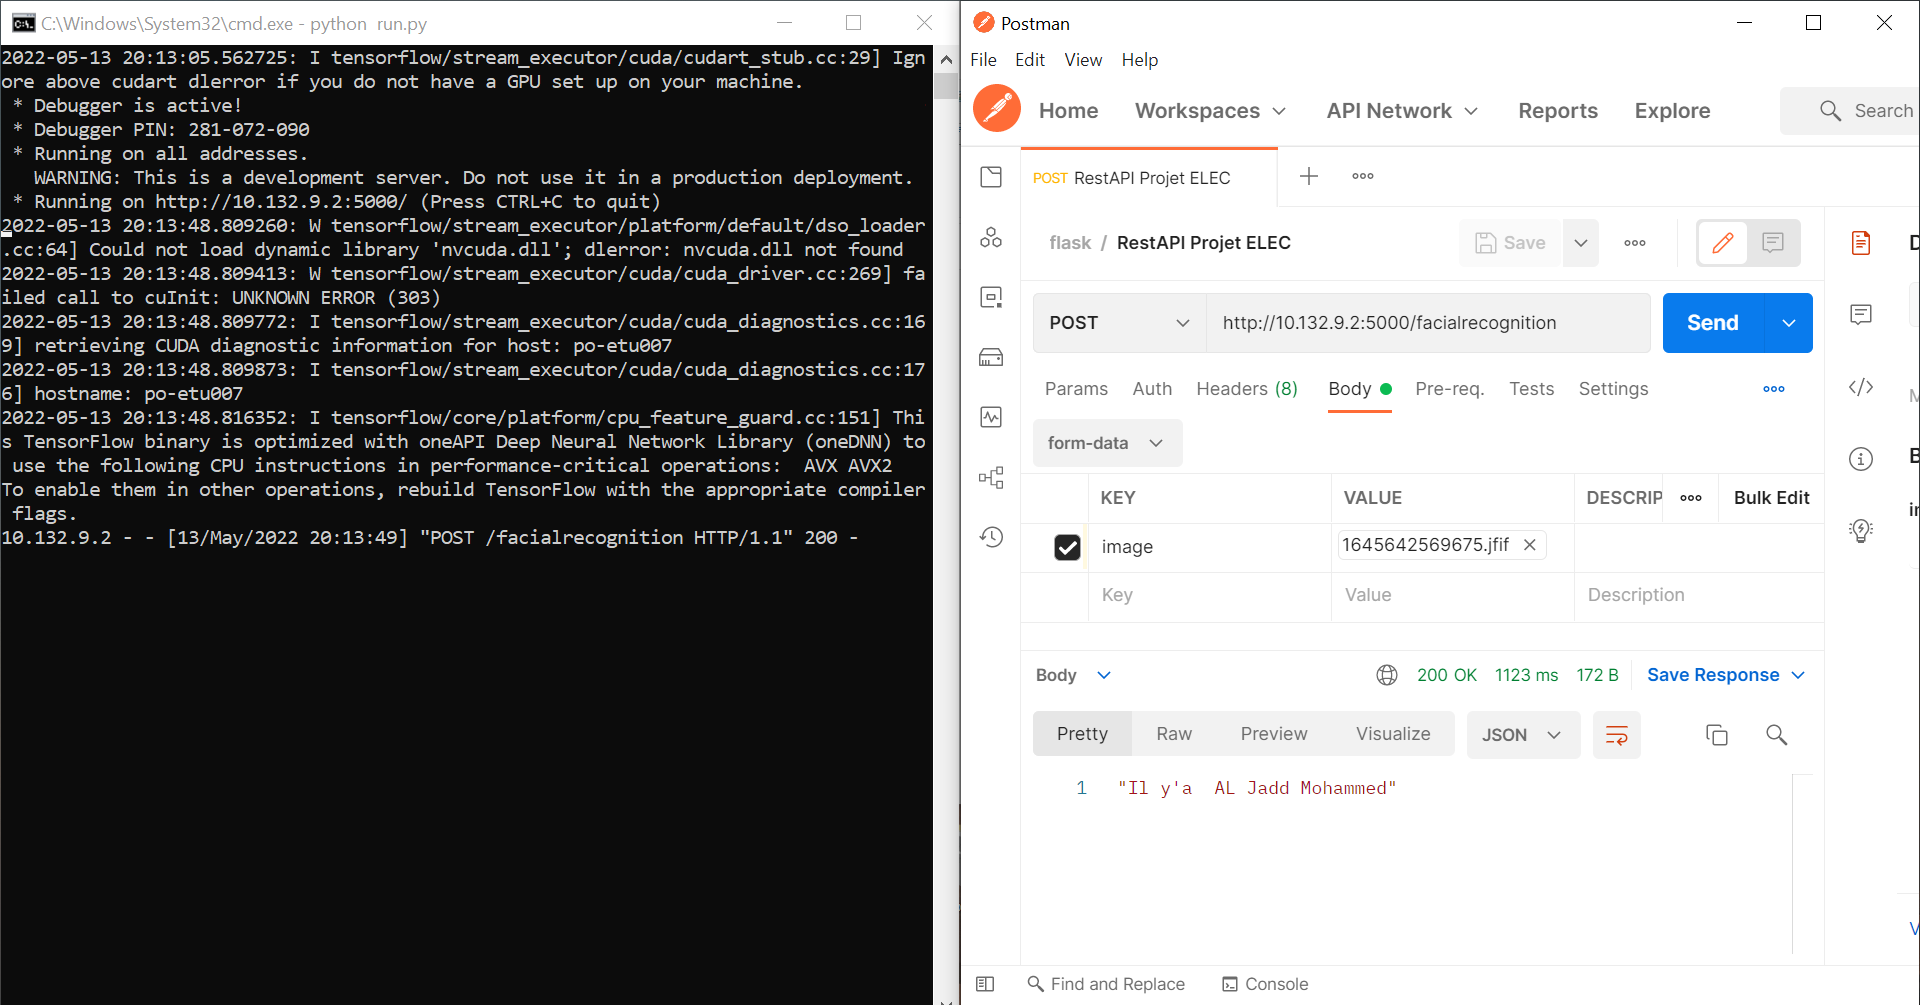 C:\Windows\System32\cmd.exe - python  run.py
2022-05-13 20:13:05.562725: I tensorflow/stream_executor/cuda/cudart_stub.cc:29] Ign
ore above cudart dlerror if you do not have a GPU set up on your machine.
 * Debugger is active!
 * Debugger PIN: 281-072-090
 * Running on all addresses.
   WARNING: This is a development server. Do not use it in a production deployment.
 * Running on http://10.132.9.2:5000/ (Press CTRL+C to quit)
2022-05-13 20:13:48.809260: W tensorflow/stream_executor/platform/default/dso_loader
.cc:64] Could not load dynamic library 'nvcuda.dll'; dlerror: nvcuda.dll not found
2022-05-13 20:13:48.809413: W tensorflow/stream_executor/cuda/cuda_driver.cc:269] fa
iled call to cuInit: UNKNOWN ERROR (303)
2022-05-13 20:13:48.809772: I tensorflow/stream_executor/cuda/cuda_diagnostics.cc:16
9] retrieving CUDA diagnostic information for host: po-etu007
2022-05-13 20:13:48.809873: I tensorflow/stream_executor/cuda/cuda_diagnostics.cc:17
6] hostname: po-etu007
2022-05-13 20:13:48.816352: I tensorflow/core/platform/cpu_feature_guard.cc:151] Thi
s TensorFlow binary is optimized with oneAPI Deep Neural Network Library (oneDNN) to
 use the following CPU instructions in performance-critical operations:  AVX AVX2
To enable them in other operations, rebuild TensorFlow with the appropriate compiler
 flags.
10.132.9.2 - - [13/May/2022 20:13:49] "POST /facialrecognition HTTP/1.1" 200 -
Postman
File Edit View Help
Home Workspaces API Network Reports Explore Search
POST RestAPI Projet ELEC
flask / RestAPI Projet ELEC Save
POST http://10.132.9.2:5000/facialrecognition Send
Params Auth Headers (8) Body Pre-req. Tests Settings
form-data
KEY VALUE DESCRIP Bulk Edit
image 1645642569675.jfif
Key Value Description
Body 200 OK 1123 ms 172 B Save Response
Pretty Raw Preview Visualize JSON
1 "Il y'a  AL Jadd Mohammed"
Find and Replace Console